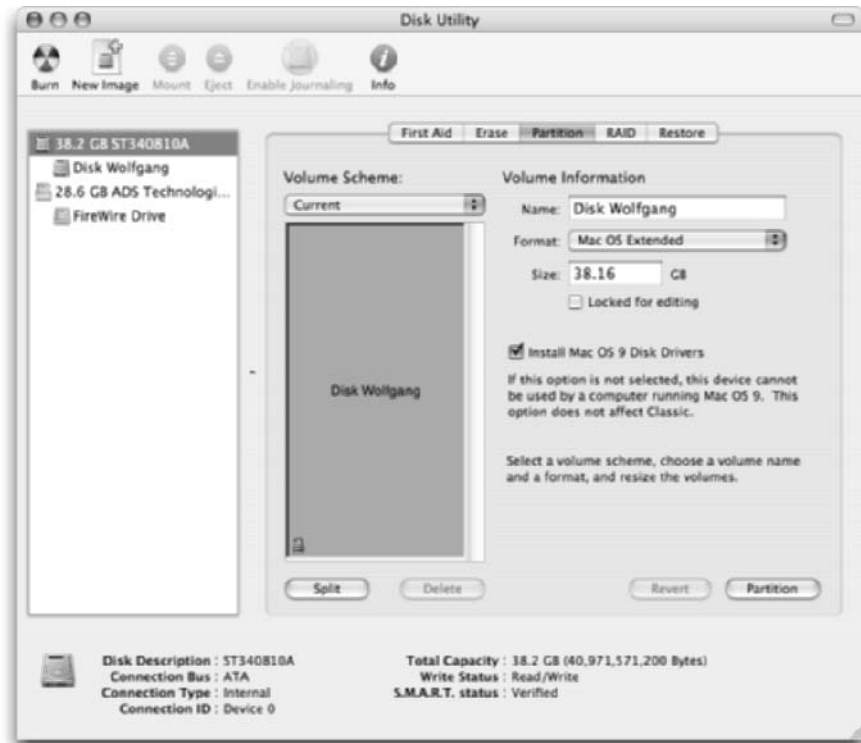 Disk Utility
Burn New Image Mount Eject Enable Journaling Info
38.2 GB ST340810A
Disk Wolfgang
28.6 GB ADS Technologi...
FireWire Drive
First Aid Erase Partition RAID Restore
Volume Scheme:
Current
Disk Wolfgang
Split Delete
Volume Information
Name: Disk Wolfgang
Format: Mac OS Extended
Size: 38.16 GB
Locked for editing
Install Mac OS 9 Disk Drivers
If this option is not selected, this device cannot
be used by a computer running Mac OS 9. This
option does not affect Classic.
Select a volume scheme, choose a volume name
and a format, and resize the volumes.
Revert Partition
Disk Description : ST340810A
Connection Bus : ATA
Connection Type : Internal
Connection ID : Device 0
Total Capacity : 38.2 GB (40,971,571,200 Bytes)
Write Status : Read/Write
S.M.A.R.T. status : Verified